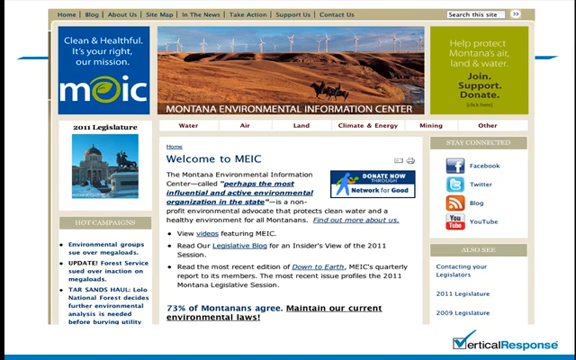 Home | Blog | About Us | Site Map | In The News | Take Action | Support Us | Contact Us
Search this site
Clean & Healthful.
It's your right,
our mission.
meic
MONTANA ENVIRONMENTAL INFORMATION CENTER
Help protect
Montana's air,
land & water.
Join.
Support.
Donate.
[click here]
2011 Legislature
Water Air Land Climate & Energy Mining Other
Home
Welcome to MEIC
The Montana Environmental Information
Center—called "perhaps the most
influential and active environmental
organization in the state"—is a non-
profit environmental advocate that protects clean water and a
healthy environment for all Montanans. Find out more about us.
DONATE NOW
THROUGH
Network for Good
• View videos featuring MEIC.
• Read Our Legislative Blog for an Insider's View of the 2011
Session.
• Read the most recent edition of Down to Earth, MEIC's quarterly
report to its members. The most recent issue profiles the 2011
Montana Legislative Session.
73% of Montanans agree. Maintain our current
environmental laws!
HOT CAMPAIGNS
• Environmental groups
sue over megaloads.
• UPDATE! Forest Service
sued over inaction on
megaloads.
• TAR SANDS HAUL: Lolo
National Forest decides
further environmental
analysis is needed
before burying utility
STAY CONNECTED
Facebook
Twitter
Blog
You Tube
YouTube
ALSO SEE
Contacting your
Legislators
2011 Legislature
2009 Legislature
VerticalResponse